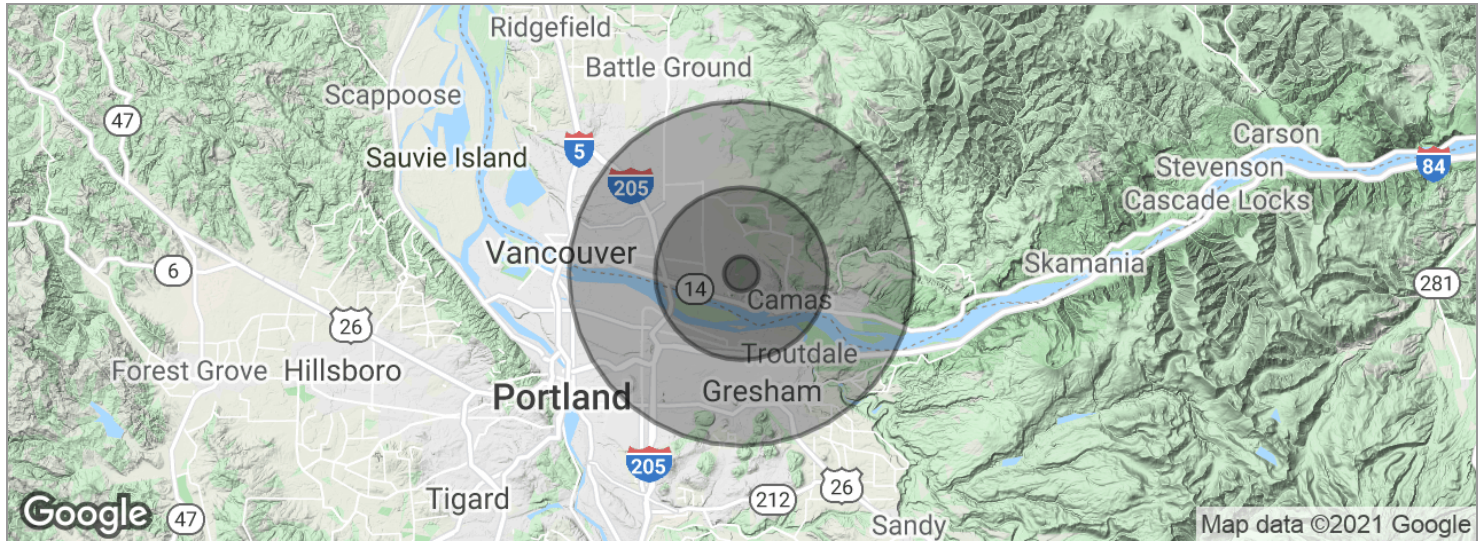 Ridgefield
Battle Ground
Scappoose
47
Carson
5
Sauvie Island
Stevenson
84
205
Cascade Locks
Vancouver
Skamania
6
14
Camas
281
26
Troutdale
Forest Grove
Hillsboro
Gresham
Portland
205
26
Tigard
212
Google
47
Sandy
Map data ©2021 Google